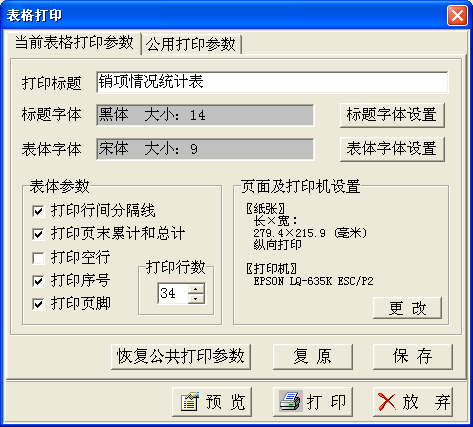 表格打印
当前表格打印参数 公用打印参数
打印标题 销项情况统计表
标题字体 黑体 大小: 14 标题字体设置
表体字体 宋体 大小: 9 表体字体设置
表体参数
打印行间分隔线
打印页末累计和总计
打印空行
打印序号
打印页脚
打印行数
34
页面及打印机设置
〖纸张〗
长×宽:
279.4×215.9 (毫米)
纵向打印
〖打印机〗
EPSON LQ-635K ESC/P2
更 改
恢复公共打印参数 复 原 保 存
预 览 打 印 放 弃